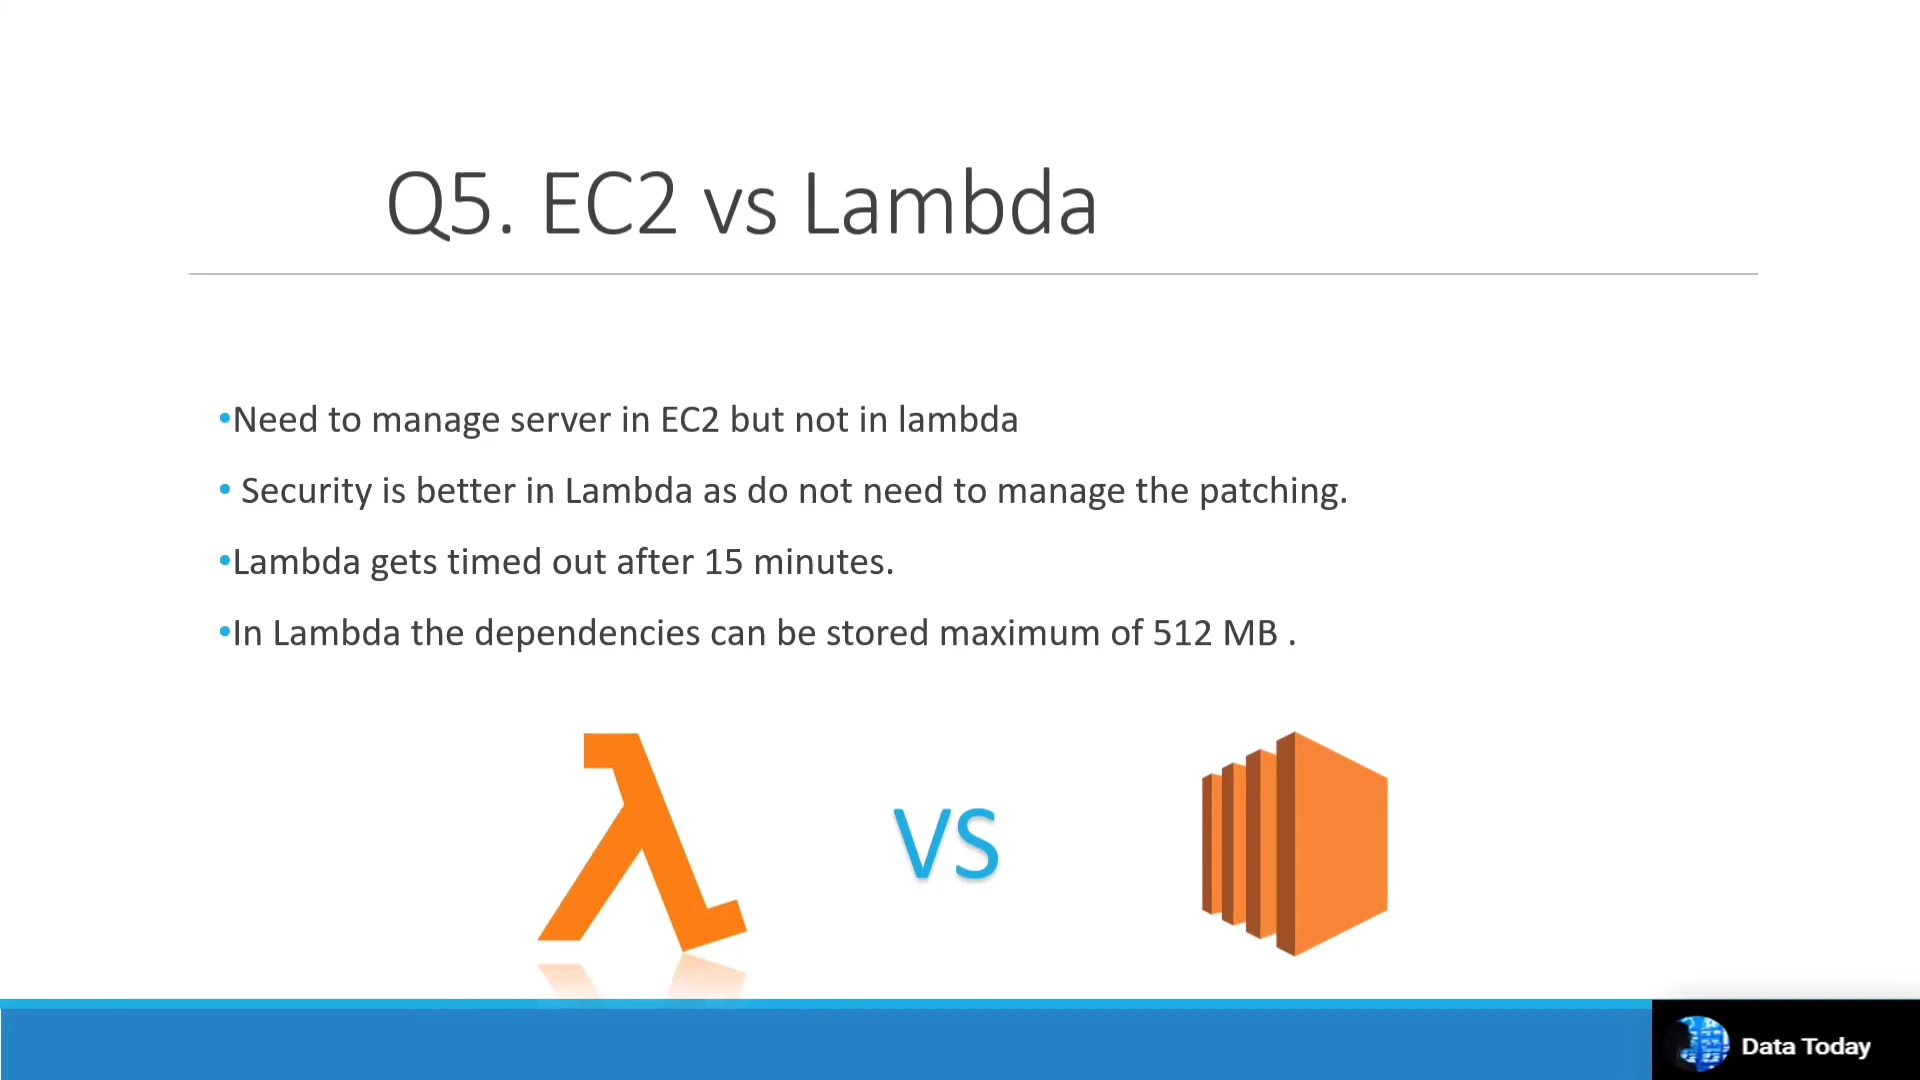 Q5. EC2 vs Lambda
•Need to manage server in EC2 but not in lambda
• Security is better in Lambda as do not need to manage the patching.
•Lambda gets timed out after 15 minutes.
•In Lambda the dependencies can be stored maximum of 512 MB .
VS
Data Today